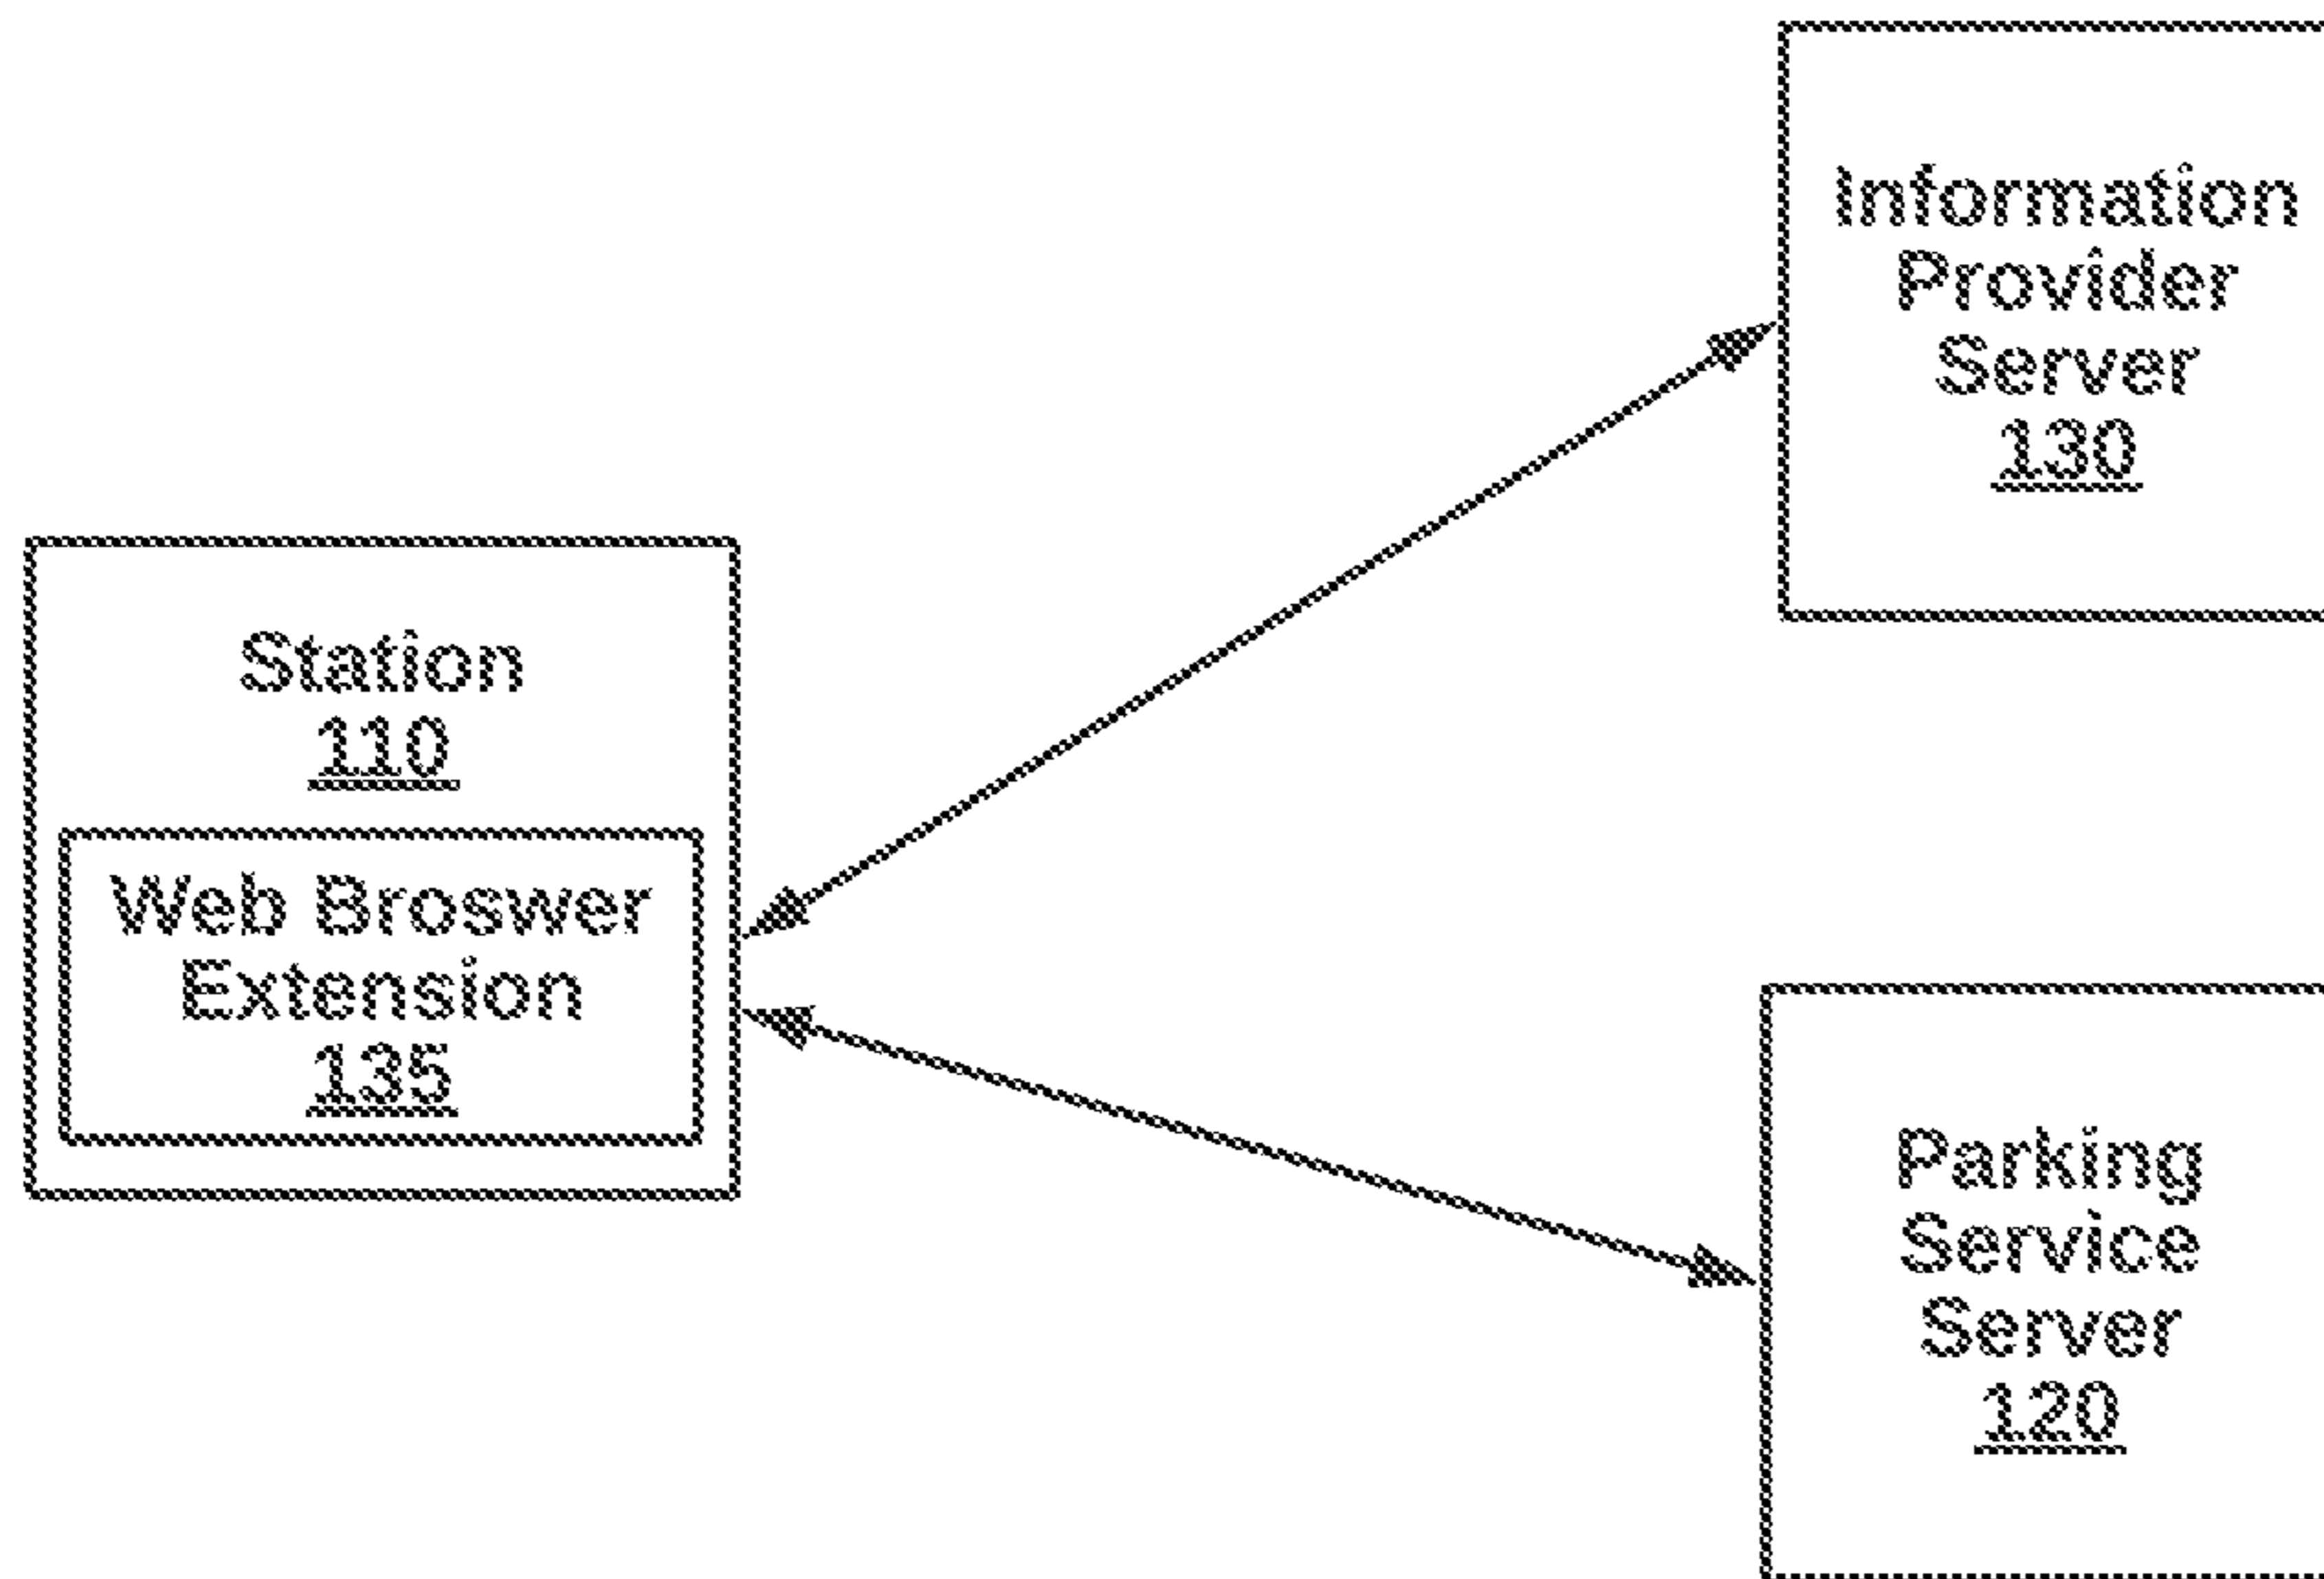 Information
Provider
Server
130
Station
110
Web Broswer
Extension
135
Parking
Service
Server
120